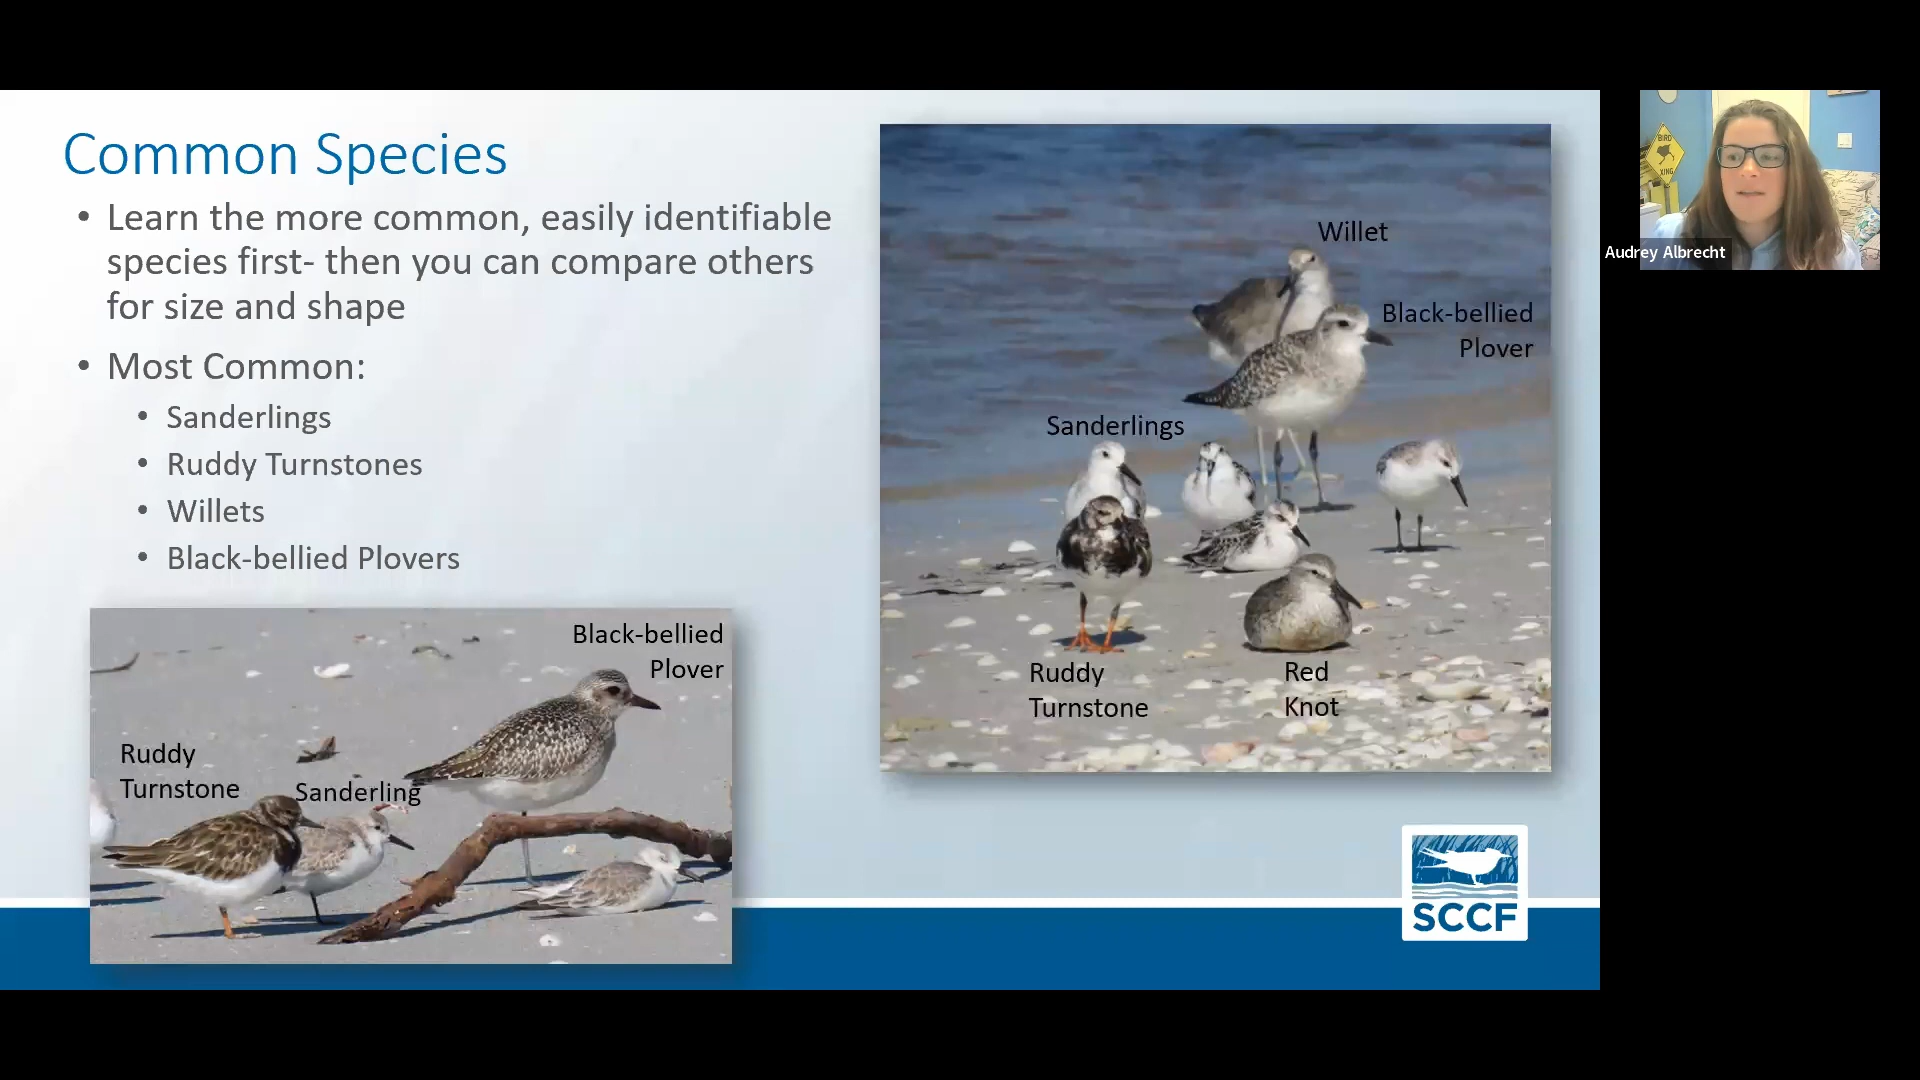 Common Species
• Learn the more common, easily identifiable
species first- then you can compare others
for size and shape
• Most Common:
• Sanderlings
• Ruddy Turnstones
• Willets
• Black-bellied Plovers
Black-bellied
Plover
Ruddy
Turnstone
Sanderling
Willet
Black-bellied
Plover
Sanderlings
Ruddy
Turnstone
Red
Knot
SCCF
BIRD
XING
Audrey Albrecht